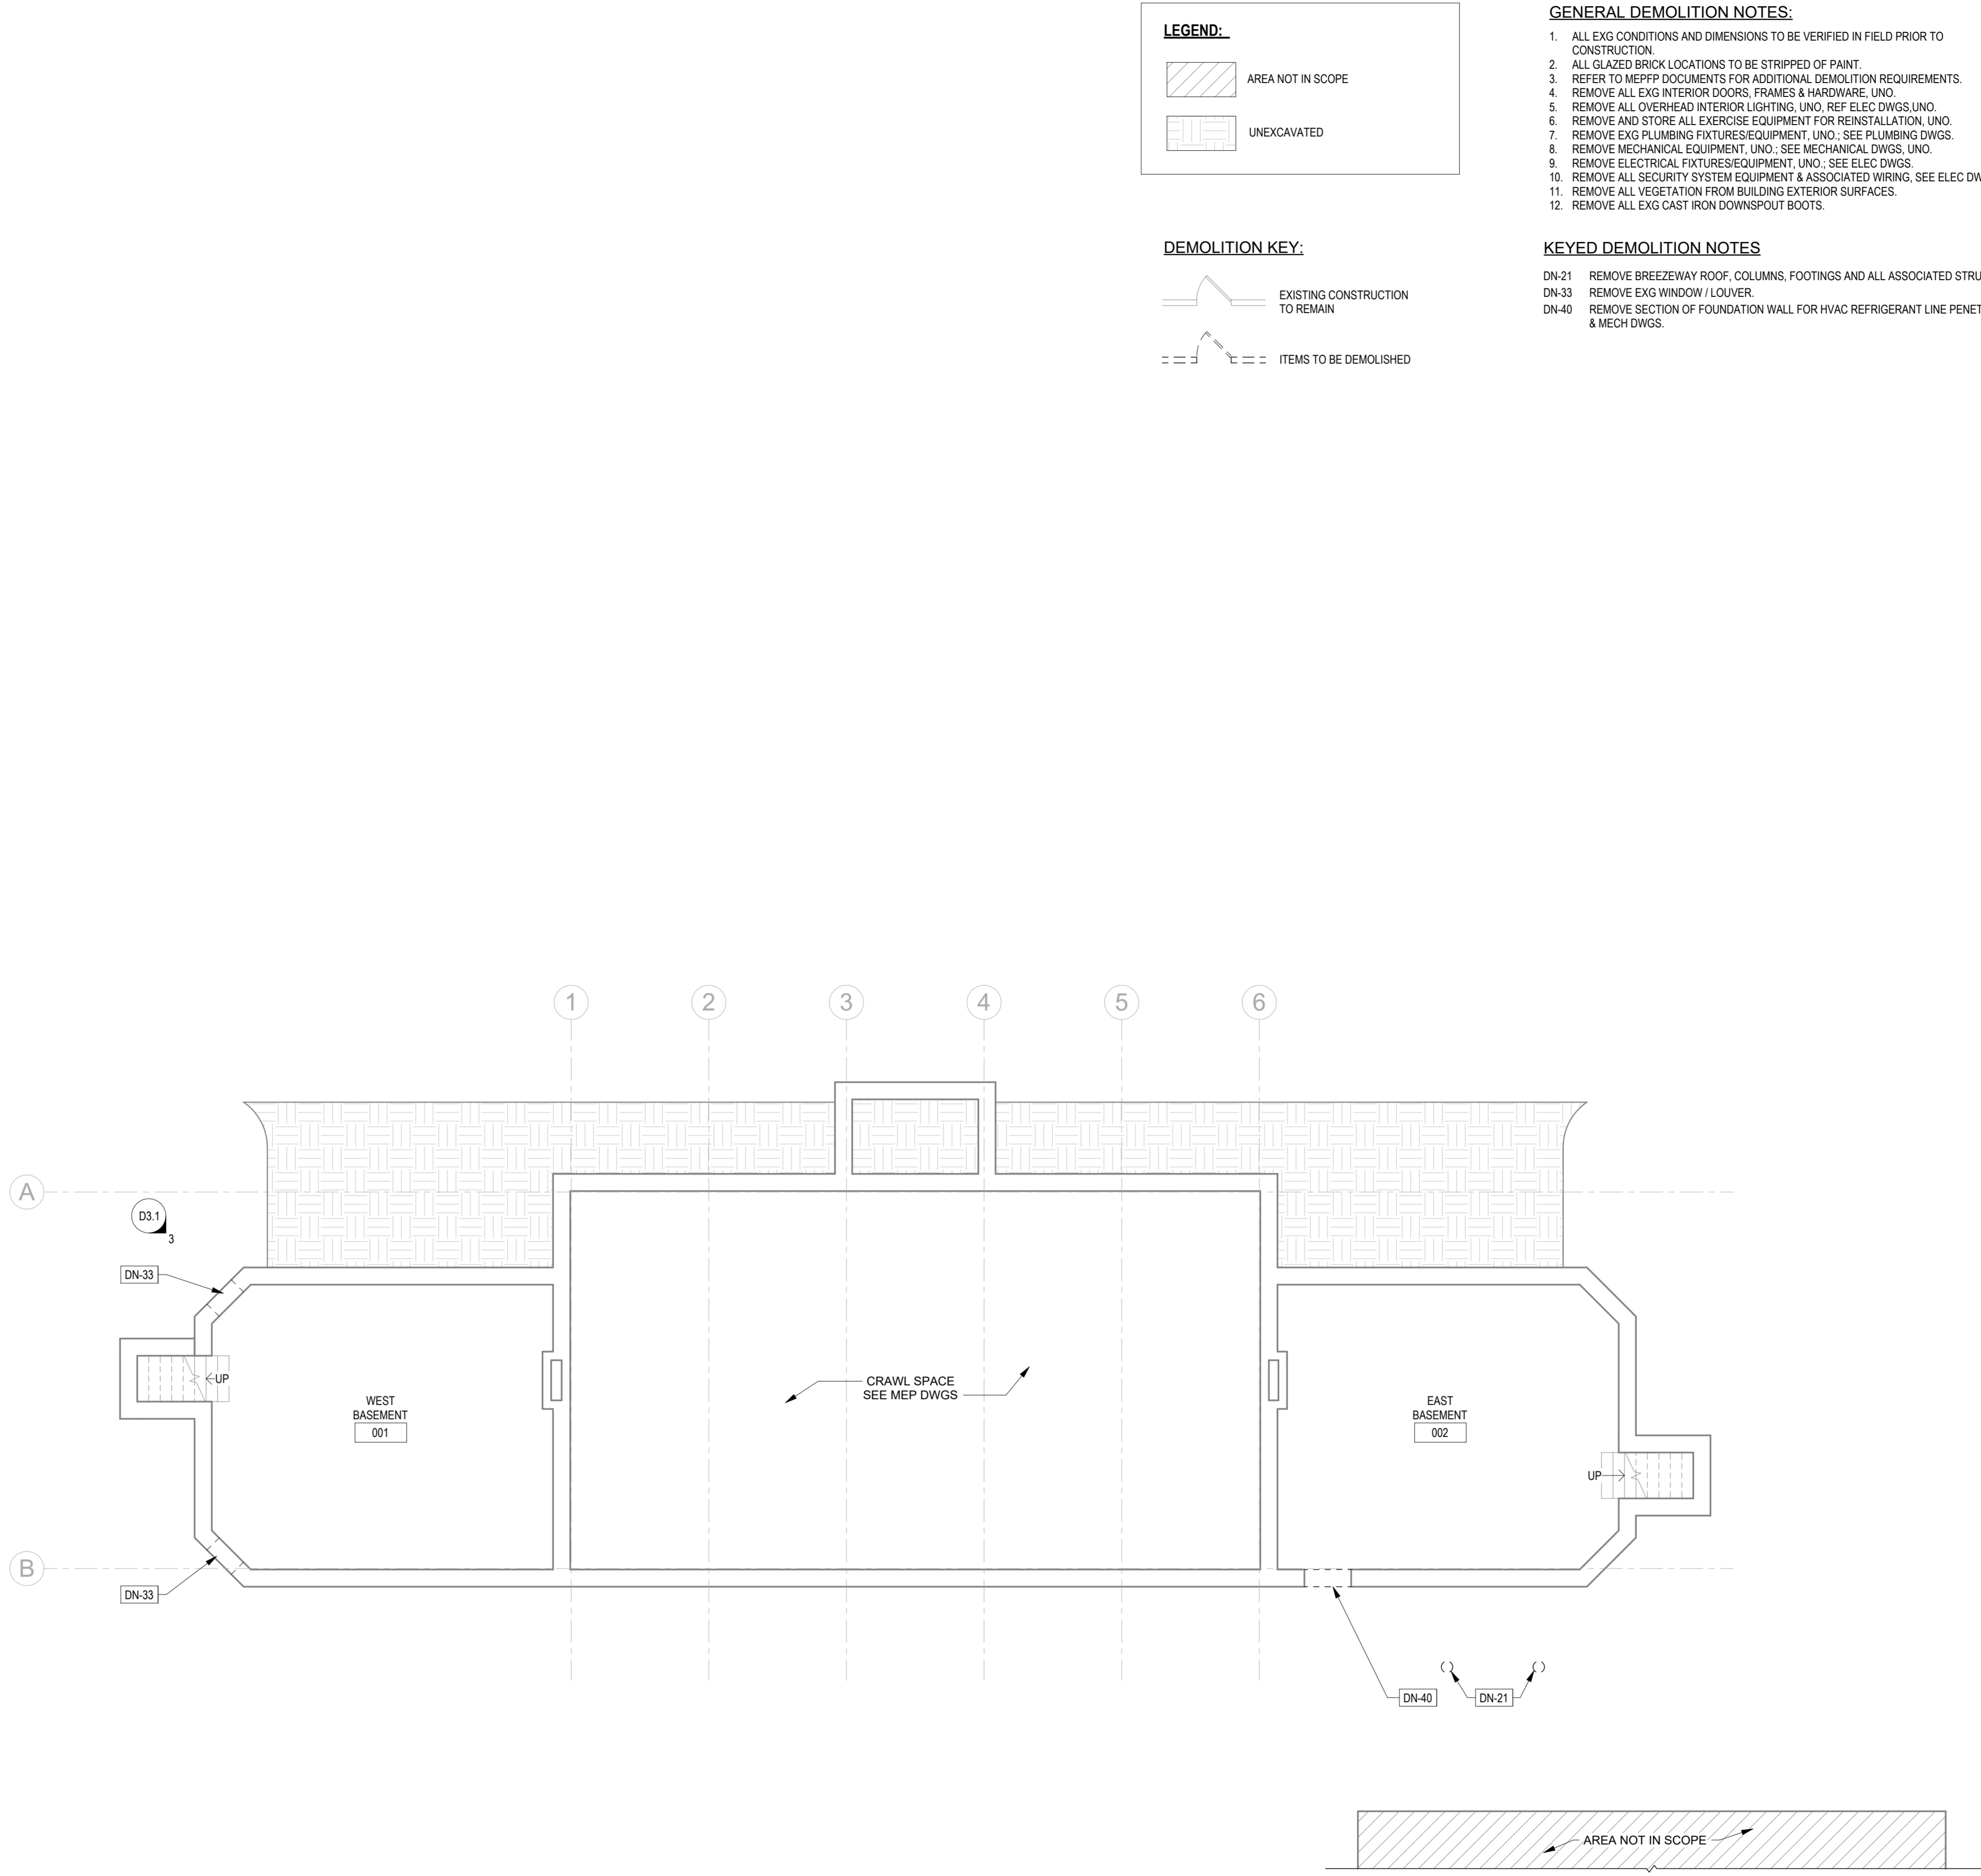 LEGEND:
AREA NOT IN SCOPE
UNEXCAVATED
GENERAL DEMOLITION NOTES:
1. ALL EXG CONDITIONS AND DIMENSIONS TO BE VERIFIED IN FIELD PRIOR TO
CONSTRUCTION.
2. ALL GLAZED BRICK LOCATIONS TO BE STRIPPED OF PAINT.
3. REFER TO MEPFP DOCUMENTS FOR ADDITIONAL DEMOLITION REQUIREMENTS.
4. REMOVE ALL EXG INTERIOR DOORS, FRAMES & HARDWARE, UNO.
5. REMOVE ALL OVERHEAD INTERIOR LIGHTING, UNO, REF ELEC DWGS,UNO.
6. REMOVE AND STORE ALL EXERCISE EQUIPMENT FOR REINSTALLATION, UNO.
7. REMOVE EXG PLUMBING FIXTURES/EQUIPMENT, UNO.; SEE PLUMBING DWGS.
8. REMOVE MECHANICAL EQUIPMENT, UNO.; SEE MECHANICAL DWGS, UNO.
9. REMOVE ELECTRICAL FIXTURES/EQUIPMENT, UNO.; SEE ELEC DWGS.
10. REMOVE ALL SECURITY SYSTEM EQUIPMENT & ASSOCIATED WIRING, SEE ELEC DW
11. REMOVE ALL VEGETATION FROM BUILDING EXTERIOR SURFACES.
12. REMOVE ALL EXG CAST IRON DOWNSPOUT BOOTS.
DEMOLITION KEY:
EXISTING CONSTRUCTION
TO REMAIN
ITEMS TO BE DEMOLISHED
KEYED DEMOLITION NOTES
DN-21 REMOVE BREEZEWAY ROOF, COLUMNS, FOOTINGS AND ALL ASSOCIATED STRU
DN-33 REMOVE EXG WINDOW / LOUVER.
DN-40 REMOVE SECTION OF FOUNDATION WALL FOR HVAC REFRIGERANT LINE PENET
& MECH DWGS.
1 2 3 4 5 6
A
D3.1
3
DN-33
UP
WEST
BASEMENT
001
CRAWL SPACE
SEE MEP DWGS
EAST
BASEMENT
002
UP
B
DN-33
DN-40
DN-21
AREA NOT IN SCOPE